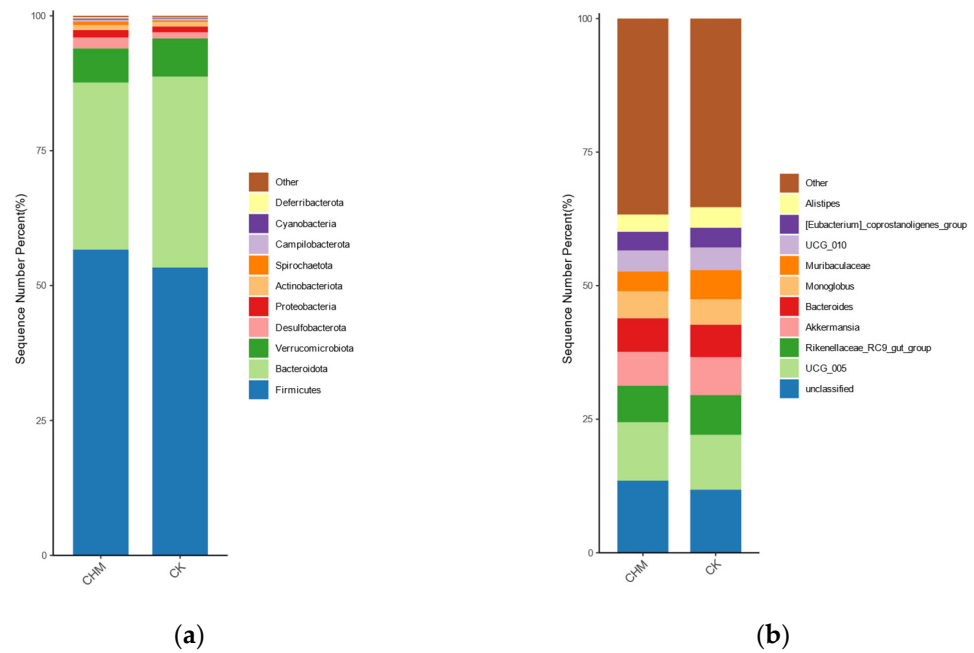 Sequence Number Percent(%)
100
75
50
25
0
CHM
CK
Other
Deferribacterota
Cyanobacteria
Campilobacterota
Spirochaetota
Actinobacteriota
Proteobacteria
Desulfobacterota
Verrucomicrobiota
Bacteroidota
Firmicutes
(a)
Sequence Number Percent(%)
100
75
50
25
0
CHM
CK
Other
Alistipes
[Eubacterium]_coprostanoligenes_group
UCG_010
Muribaculaceae
Monoglobus
Bacteroides
Akkermansia
Rikenellaceae_RC9_gut_group
UCG_005
unclassified
(b)